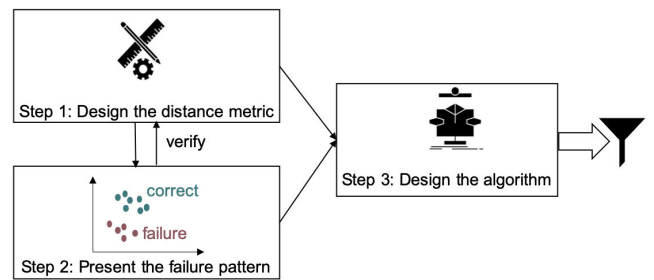 Step 1: Design the distance metric
verify
correct
failure
Step 2: Present the failure pattern
Step 3: Design the algorithm